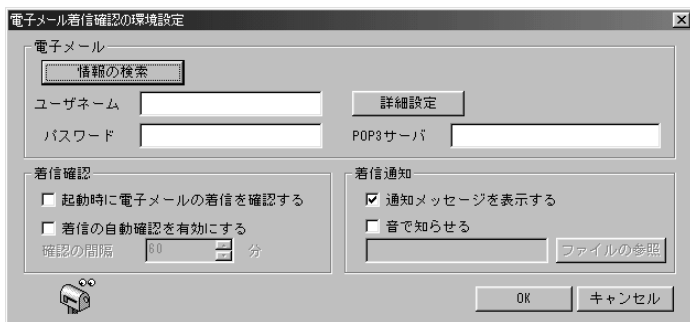 電子メール着信確認の環境設定
電子メール
情報の検索
ユーザネーム
詳細設定
パスワード
POP3サーバ
着信確認
起動時に電子メールの着信を確認する
着信の自動確認を有効にする
確認の間隔 60 分
着信通知
通知メッセージを表示する
音で知らせる
ファイルの参照
OK
キャンセル